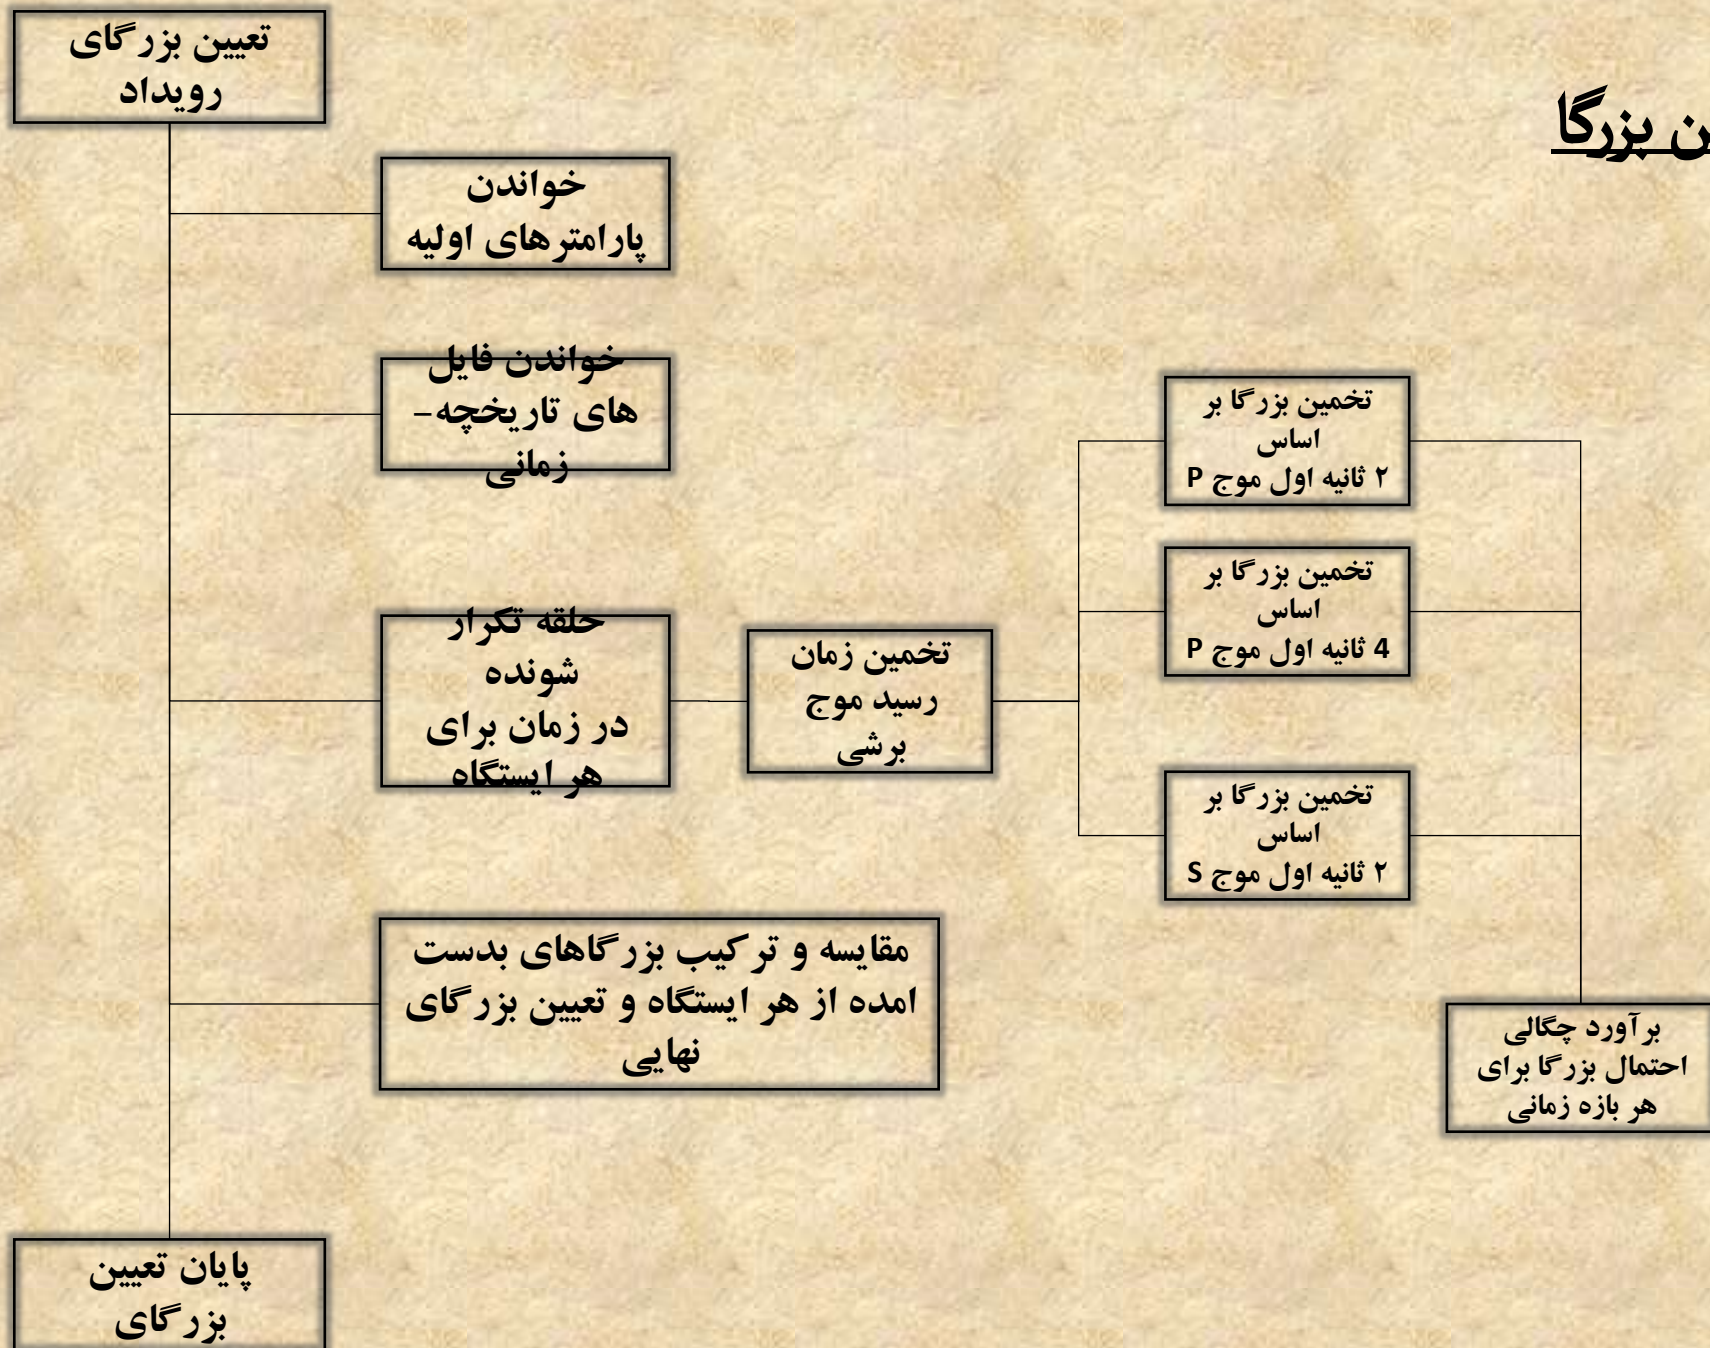 بزرگا
تعیین بزرگای
رویداد
خواندن
پارامترهای اولیه
خواندن فایل
های تاریخچه-
زمانی
حلقه تکرار
شونده
در زمان برای
هر ایستگاه
تخمین زمان
رسید موج
برشی
تخمین بزرگا بر
اساس
۲ ثانیه اول موج P
تخمین بزرگا بر
اساس
4 ثانیه اول موج P
تخمین بزرگا بر
اساس
۲ ثانیه اول موج S
برآورد چگالی
احتمال بزرگا برای
هر بازه زمانی
مقایسه و ترکیب بزرگاهای بدست
امده از هر ایستگاه و تعیین بزرگای
نهایی
پایان تعیین
بزرگای